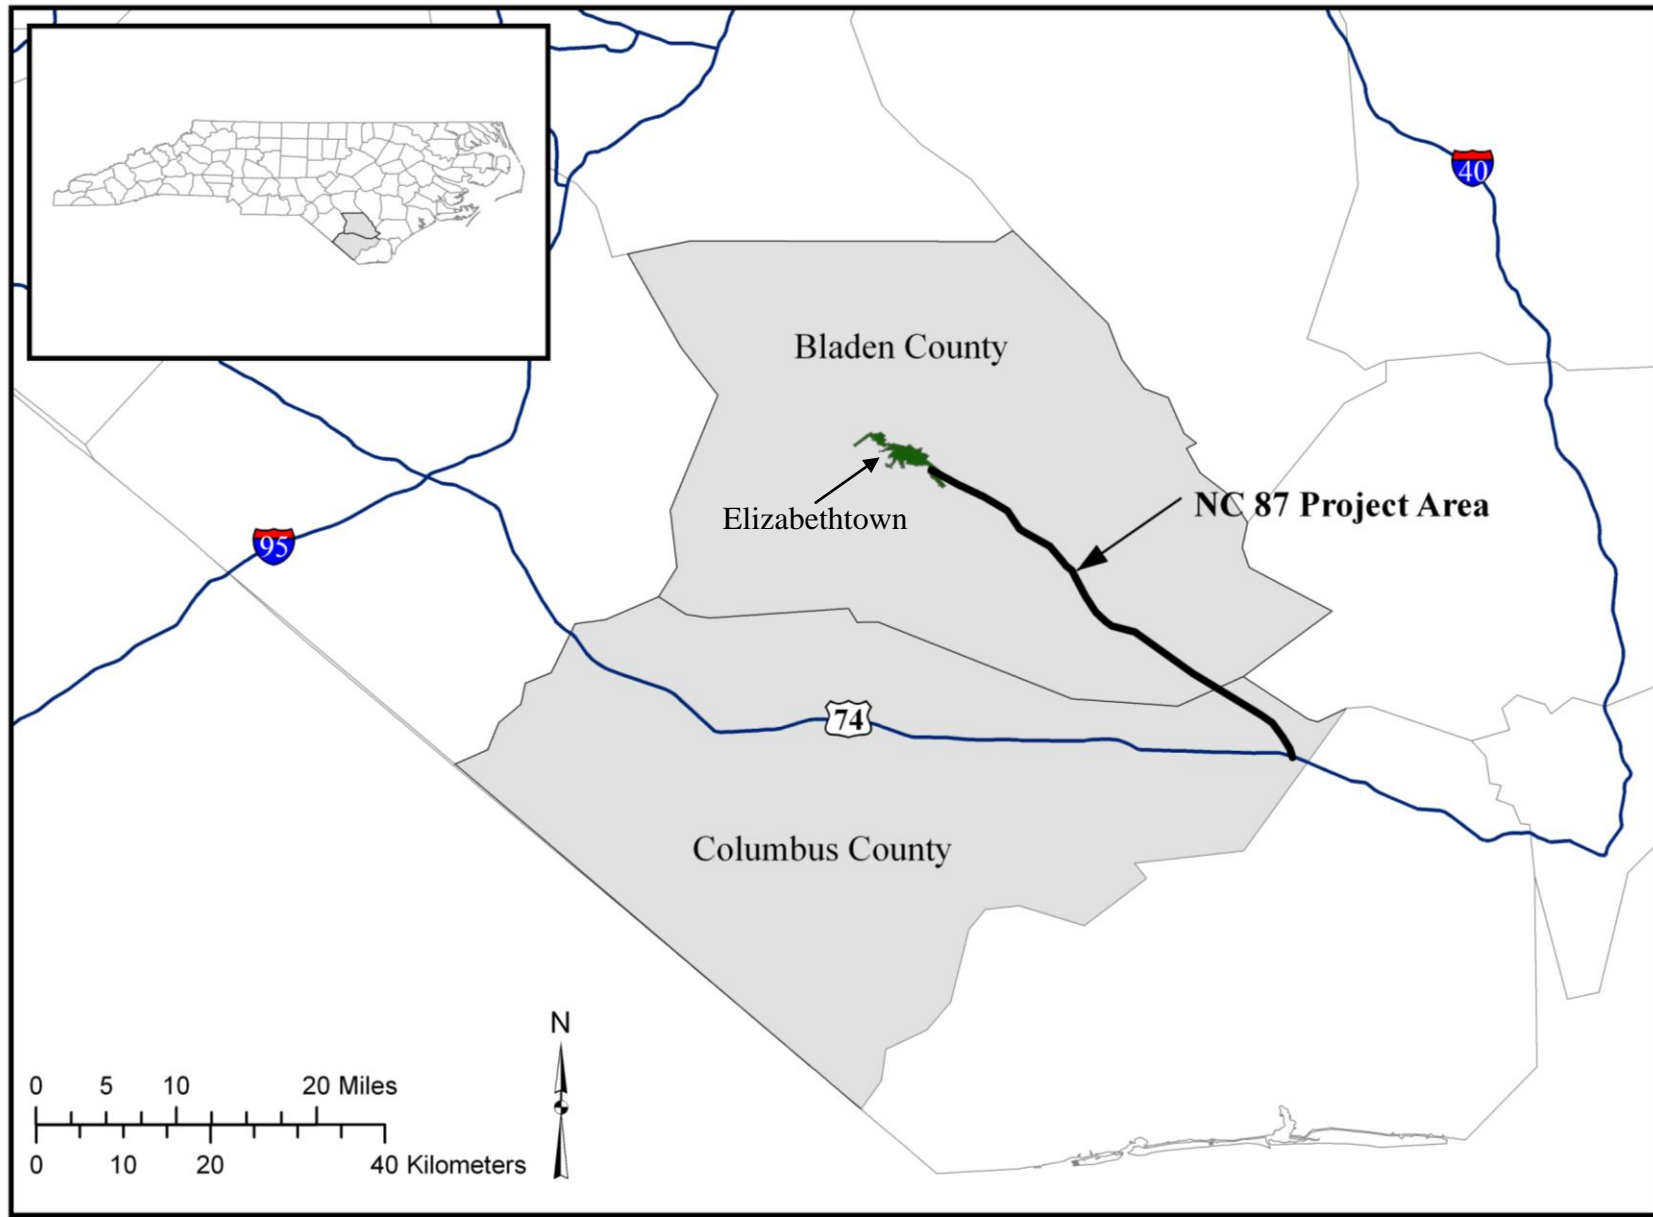 40
Bladen County
NC 87 Project Area
Elizabethtown
95
74
Columbus County
N
0 5 10 20 Miles
0 10 20 40 Kilometers